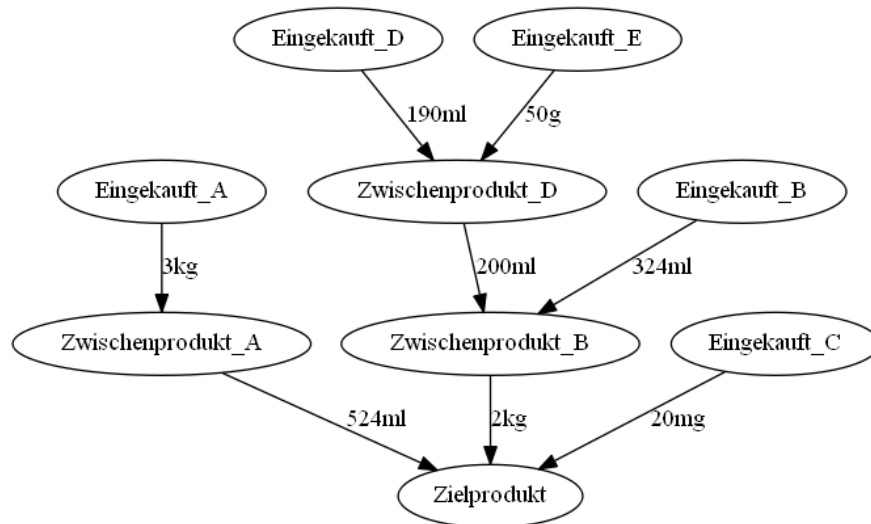 Eingekauft_D
Eingekauft_E
190ml
50g
Eingekauft_A
Zwischenprodukt_D
Eingekauft_B
3kg
200ml
324ml
Zwischenprodukt_A
Zwischenprodukt_B
Eingekauft_C
524ml
2kg
20mg
Zielprodukt